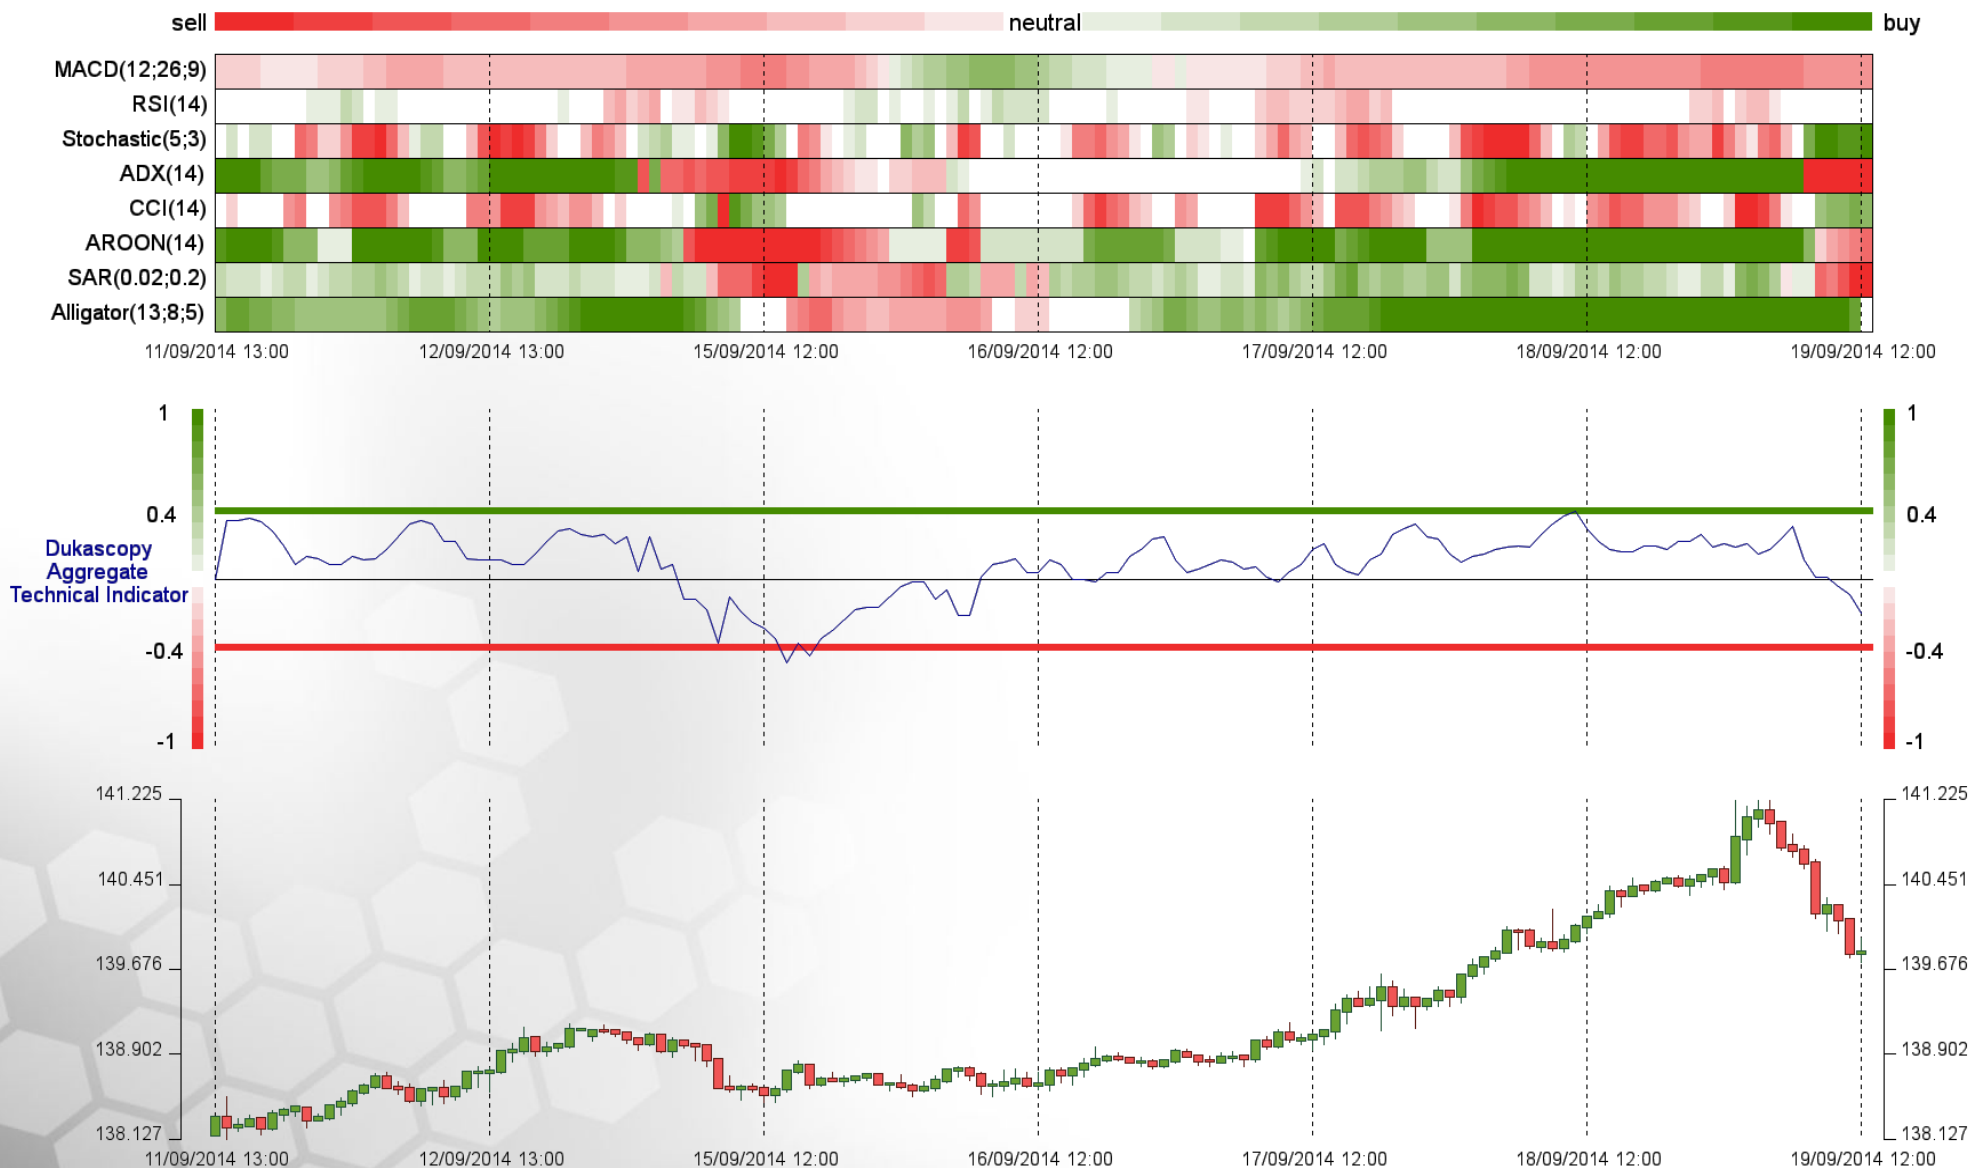 sell neutral buy
MACD(12;26;9)
RSI(14)
Stochastic(5;3)
ADX(14)
CCI(14)
AROON(14)
SAR(0.02;0.2)
Alligator(13;8;5)
11/09/2014 13:00 12/09/2014 13:00 15/09/2014 12:00 16/09/2014 12:00 17/09/2014 12:00 18/09/2014 12:00 19/09/2014 12:00
1 1
0.4 0.4
Dukascopy
Aggregate
Technical Indicator
-0.4 -0.4
-1 -1
141.225 141.225
140.451 140.451
139.676 139.676
138.902 138.902
138.127 138.127
11/09/2014 13:00 12/09/2014 13:00 15/09/2014 12:00 16/09/2014 12:00 17/09/2014 12:00 18/09/2014 12:00 19/09/2014 12:00